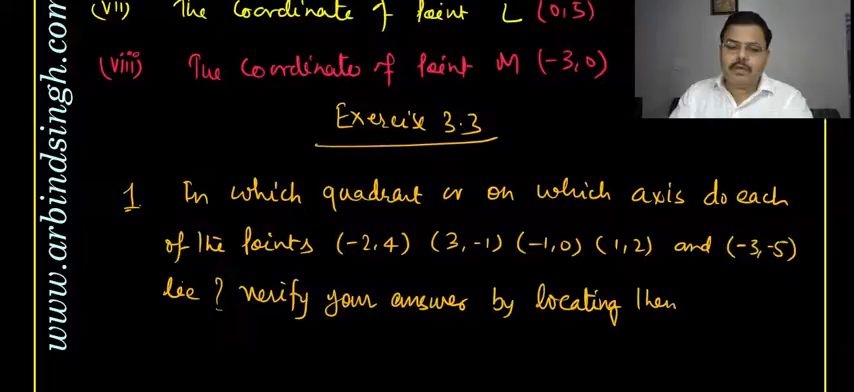 (vii) The coordinate of point L (0,5)
(viii) The coordinate of point M (-3,0)
Exercise 3.3
1 In which quadrant or on which axis do each
of the points (-2,4) (3,-1) (-1,0) (1,2) and (-3,-5)
lie ? Verify your answer by locating them
www.arbindsingh.com